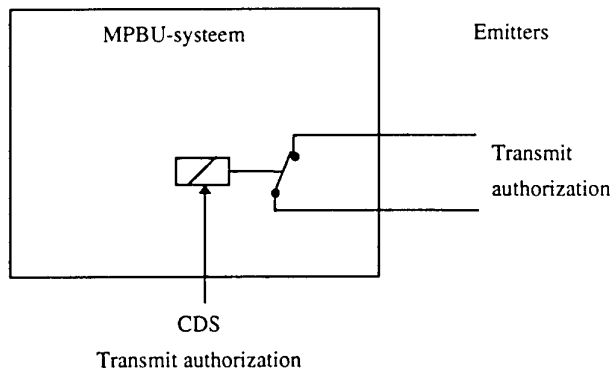 MPBU-systeem
Emitters
Transmit
authorization
CDS
Transmit authorization